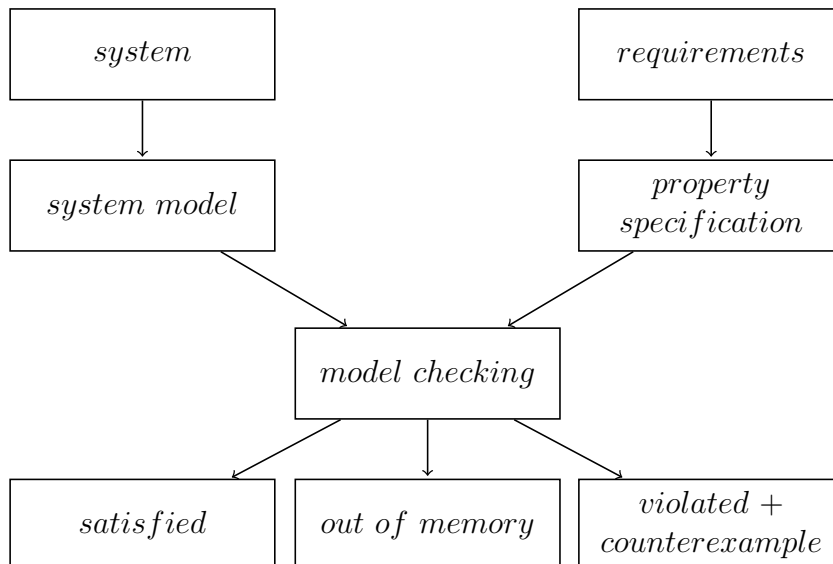 system
requirements
system model
property
specification
model checking
satisfied
out of memory
violated +
counterexample